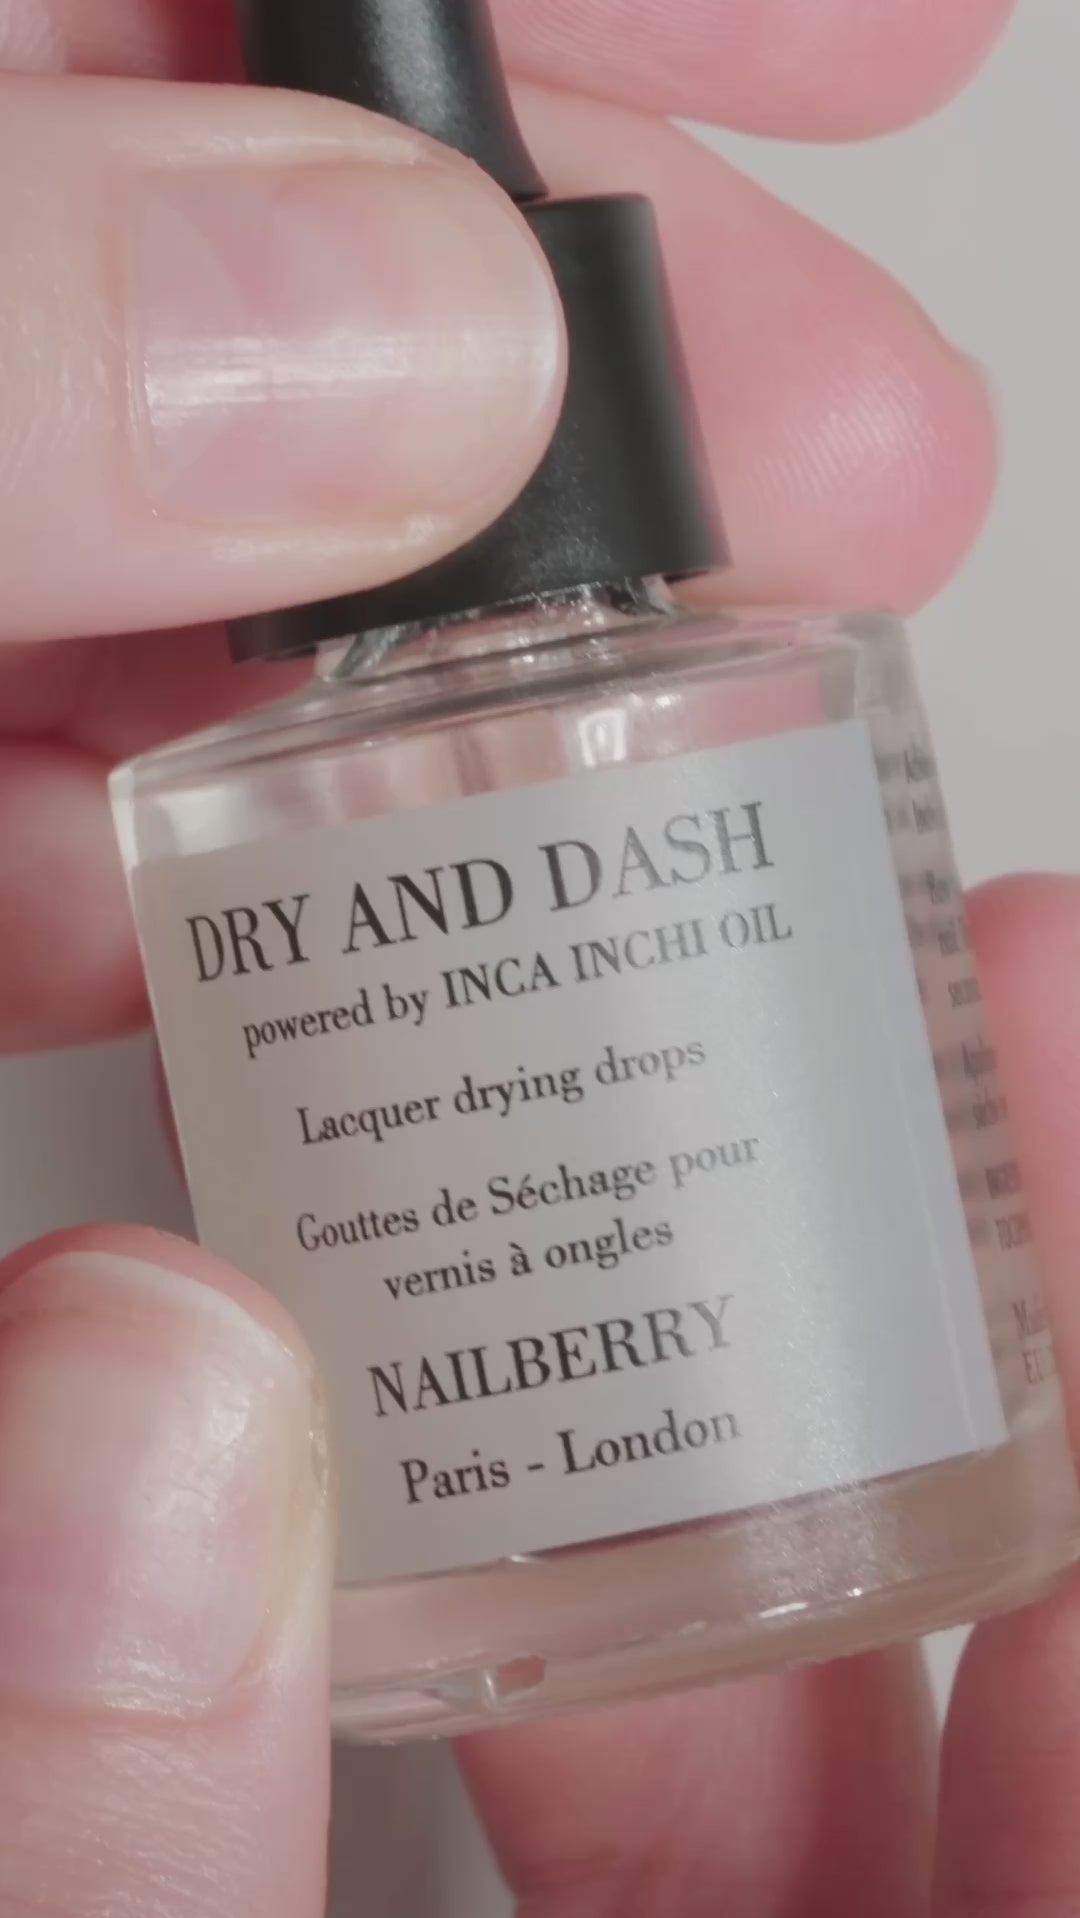 DRY AND DASH
powered by INCA INCHI OIL
Lacquer drying drops
Gouttes de Séchage pour
vernis à ongles
NAILBERRY
Paris - London